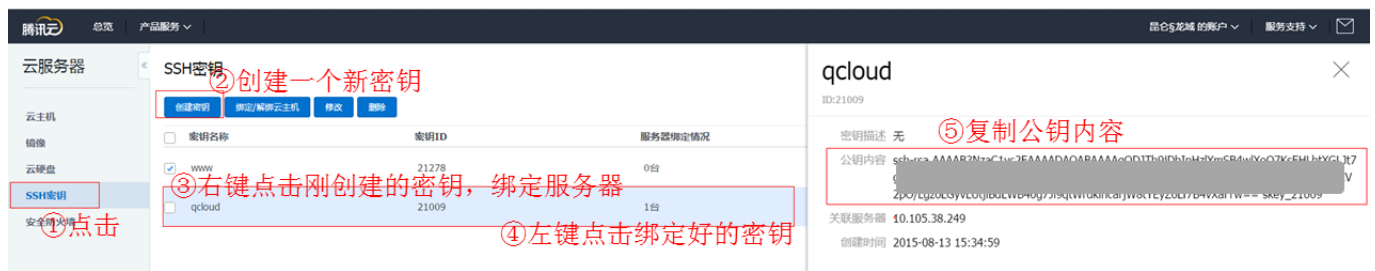 腾讯云 总览 产品服务 昆仑§龙城 的账户 服务支持
云服务器
云主机
镜像
云硬盘
SSH密钥
安全防火墙
①点击
SSH密钥
②创建一个新密钥
创建密钥 绑定/解绑云主机 修改 删除
密钥名称 密钥ID 服务器绑定情况
www 21278 0台
③右键点击刚创建的密钥，绑定服务器
qcloud 21009 1台
④左键点击绑定好的密钥
qcloud
ID:21009
密钥描述 无
⑤复制公钥内容
公钥内容
skey_21009
关联服务器 10.105.38.249
创建时间 2015-08-13 15:34:59